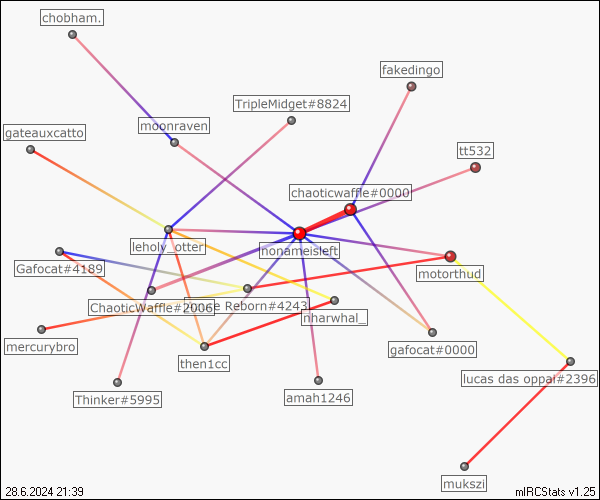 chobham.
fakedingo
TripleMidget#8824
moonraven
gateauxcatto
tt532
chaoticwaffle#0000
leholy_otter
nonameisleft
Gafocat#4189
motorthud
ChaoticWaffle#2006
e Reborn#4243
nharwhal_
mercurybro
gafocat#0000
then1cc
lucas das oppai#2396
Thinker#5995
amah1246
mukszi
28.6.2024 21:39
mIRCStats v1.25